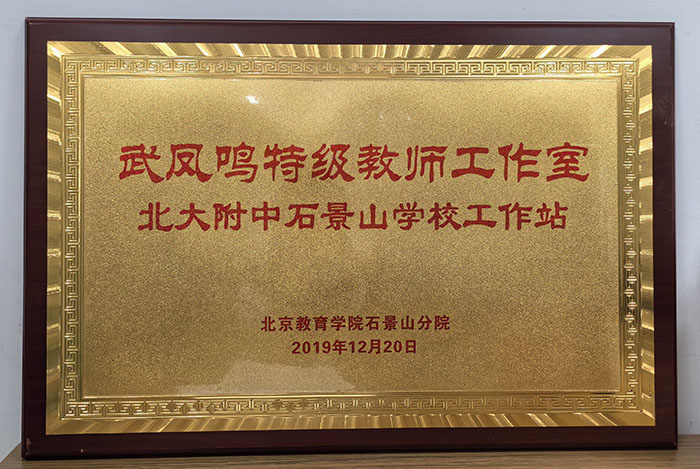 武凤鸣特级教师工作室
北大附中石景山学校工作站
北京教育学院石景山分院
2019年12月20日